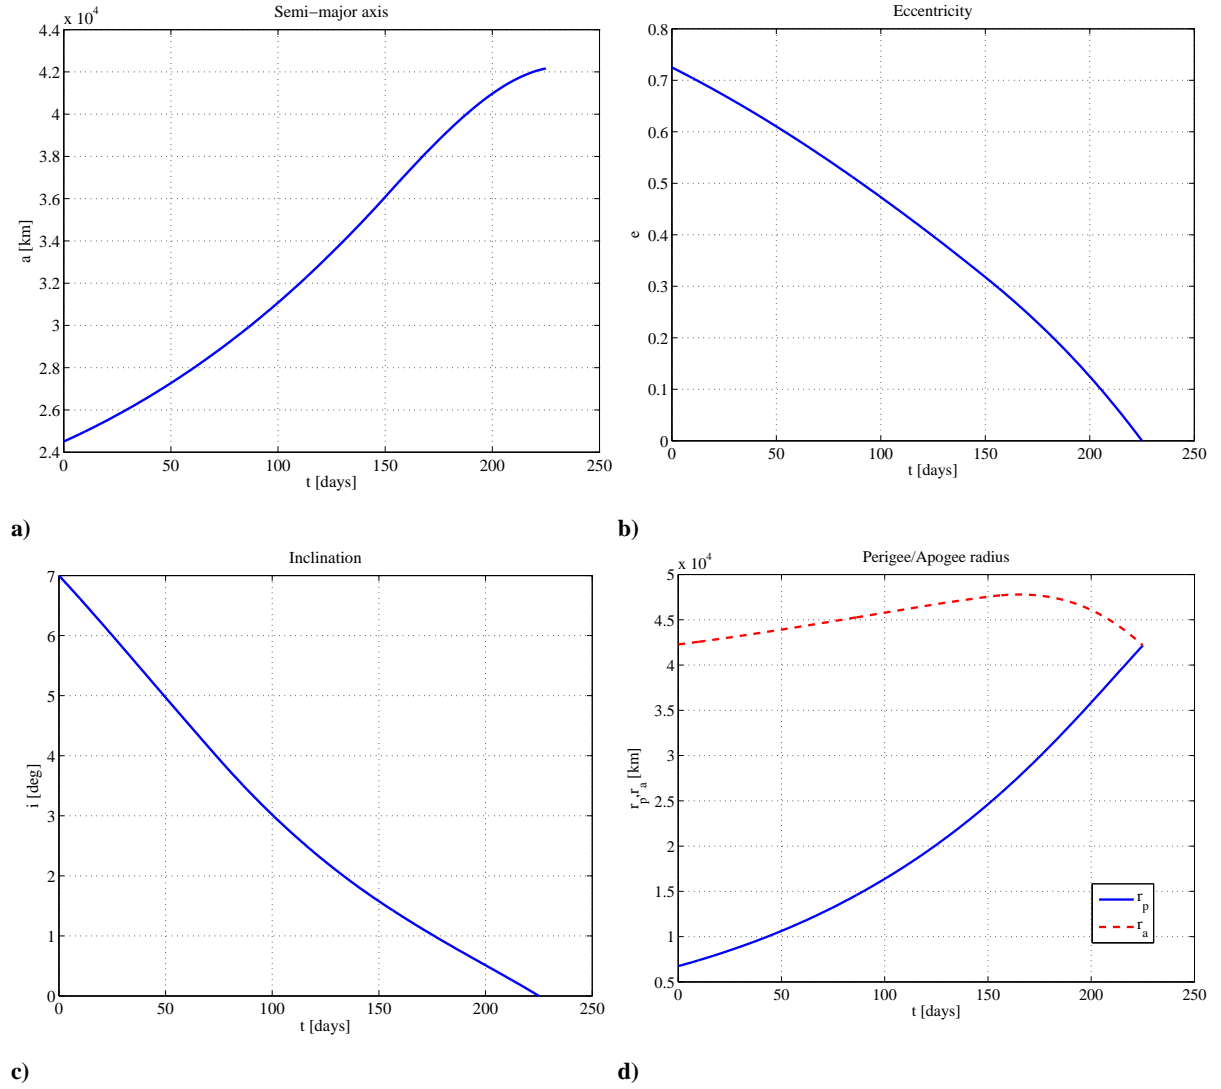 Semi−major axis
x 10^4
4.4
4.2
4
3.8
3.6
3.4
3.2
3
2.8
2.6
2.4
a [km]
0 50 100 150 200 250
t [days]
a)
Eccentricity
0.8
0.7
0.6
0.5
0.4
0.3
0.2
0.1
0
e
0 50 100 150 200 250
t [days]
b)
Inclination
7
6
5
4
3
2
1
0
i [deg]
0 50 100 150 200 250
t [days]
c)
Perigee/Apogee radius
x 10^4
5
4.5
4
3.5
3
2.5
2
1.5
1
0.5
r_p,r_a [km]
r_p
r_a
0 50 100 150 200 250
t [days]
d)